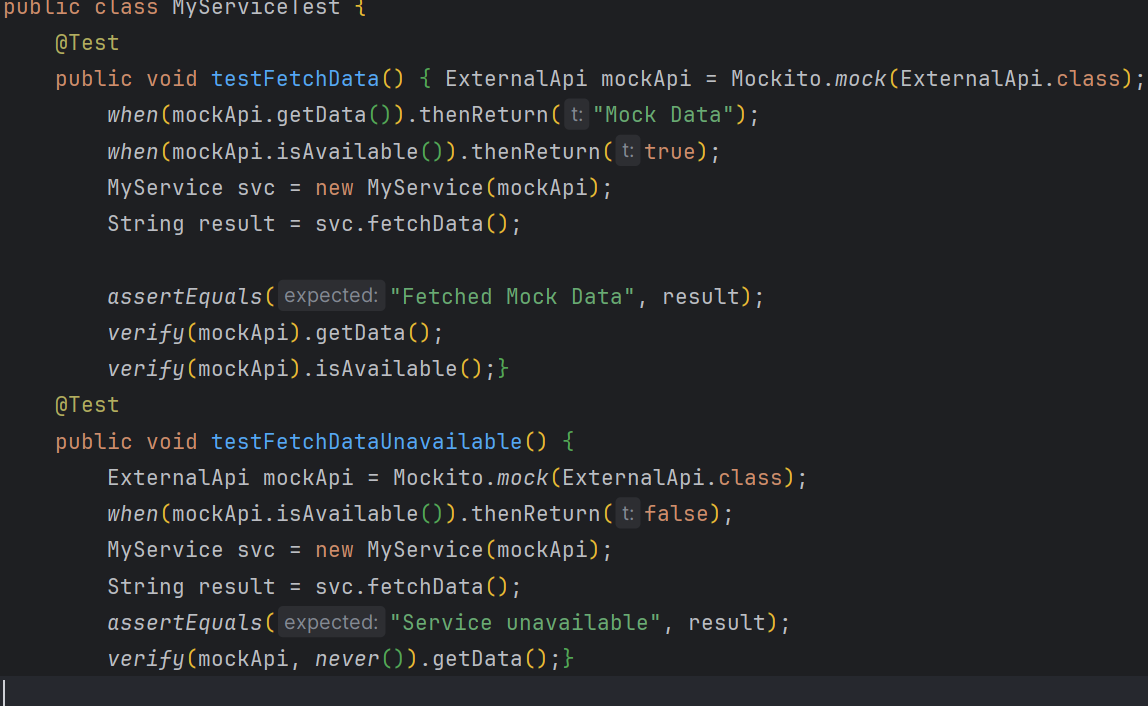 public class MyServiceTest {
@Test
public void testFetchData() { ExternalApi mockApi = Mockito.mock(ExternalApi.class);
when(mockApi.getData()).thenReturn( t: "Mock Data");
when(mockApi.isAvailable()).thenReturn( t: true);
MyService svc = new MyService(mockApi);
String result = svc.fetchData();
assertEquals( expected: "Fetched Mock Data", result);
verify(mockApi).getData();
verify(mockApi).isAvailable();}
@Test
public void testFetchDataUnavailable() {
ExternalApi mockApi = Mockito.mock(ExternalApi.class);
when(mockApi.isAvailable()).thenReturn( t: false);
MyService svc = new MyService(mockApi);
String result = svc.fetchData();
assertEquals( expected: "Service unavailable", result);
verify(mockApi, never()).getData();}